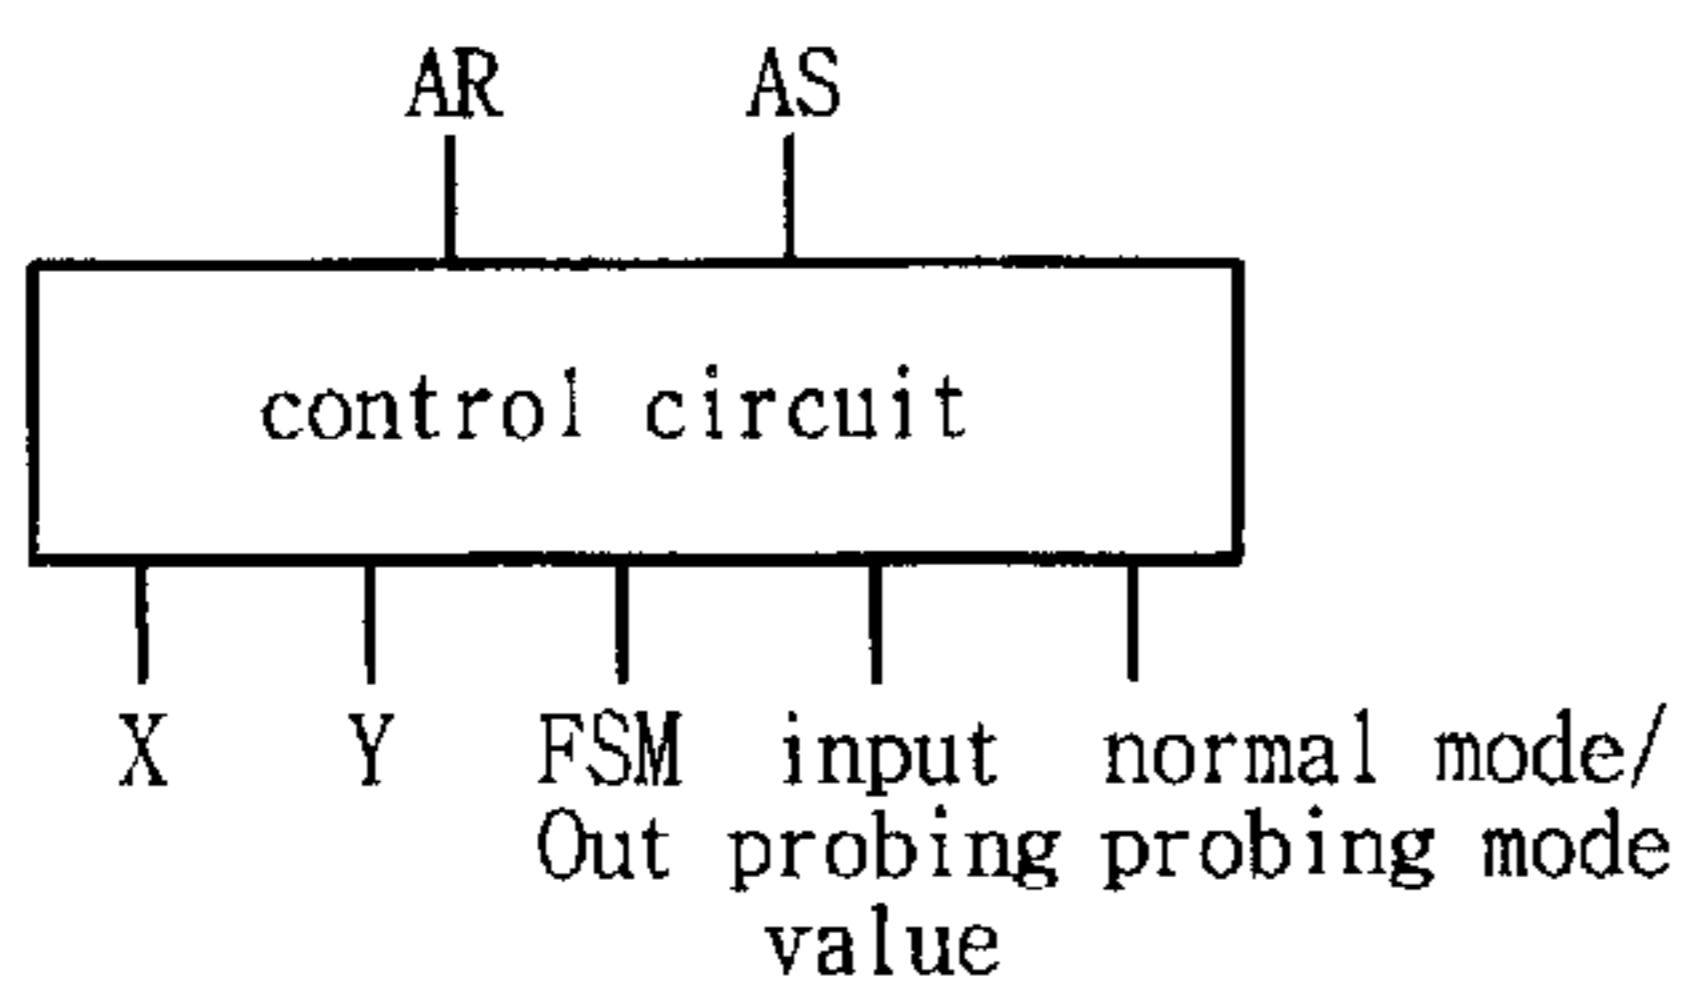 AR AS
control circuit
X Y FSM input normal mode/
Out probing probing mode
value